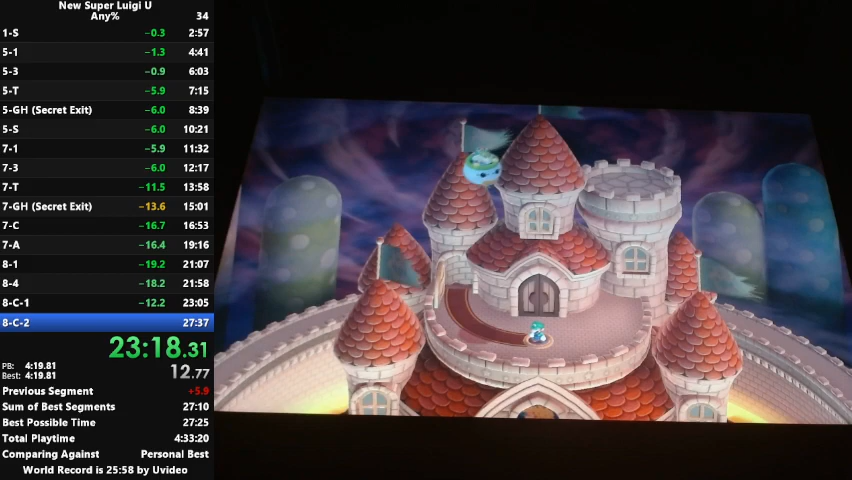 New Super Luigi U
Any% 34
1-S -0.3 2:57
5-1 -1.3 4:41
5-3 -0.9 6:03
5-T -5.9 7:15
5-GH (Secret Exit) -6.0 8:39
5-S -6.0 10:21
7-1 -5.9 11:32
7-3 -6.0 12:17
7-T -11.5 13:58
7-GH (Secret Exit) -13.6 15:01
7-C -16.7 16:53
7-A -16.4 19:16
8-1 -19.2 21:07
8-4 -18.2 21:58
8-C-1 -12.2 23:05
8-C-2 27:37
23:18.31
PB: 4:19.81
Best: 4:19.81
12.77
Previous Segment +5.9
Sum of Best Segments 27:10
Best Possible Time 27:25
Total Playtime 4:33:20
Comparing Against Personal Best
World Record is 25:58 by Uvideo